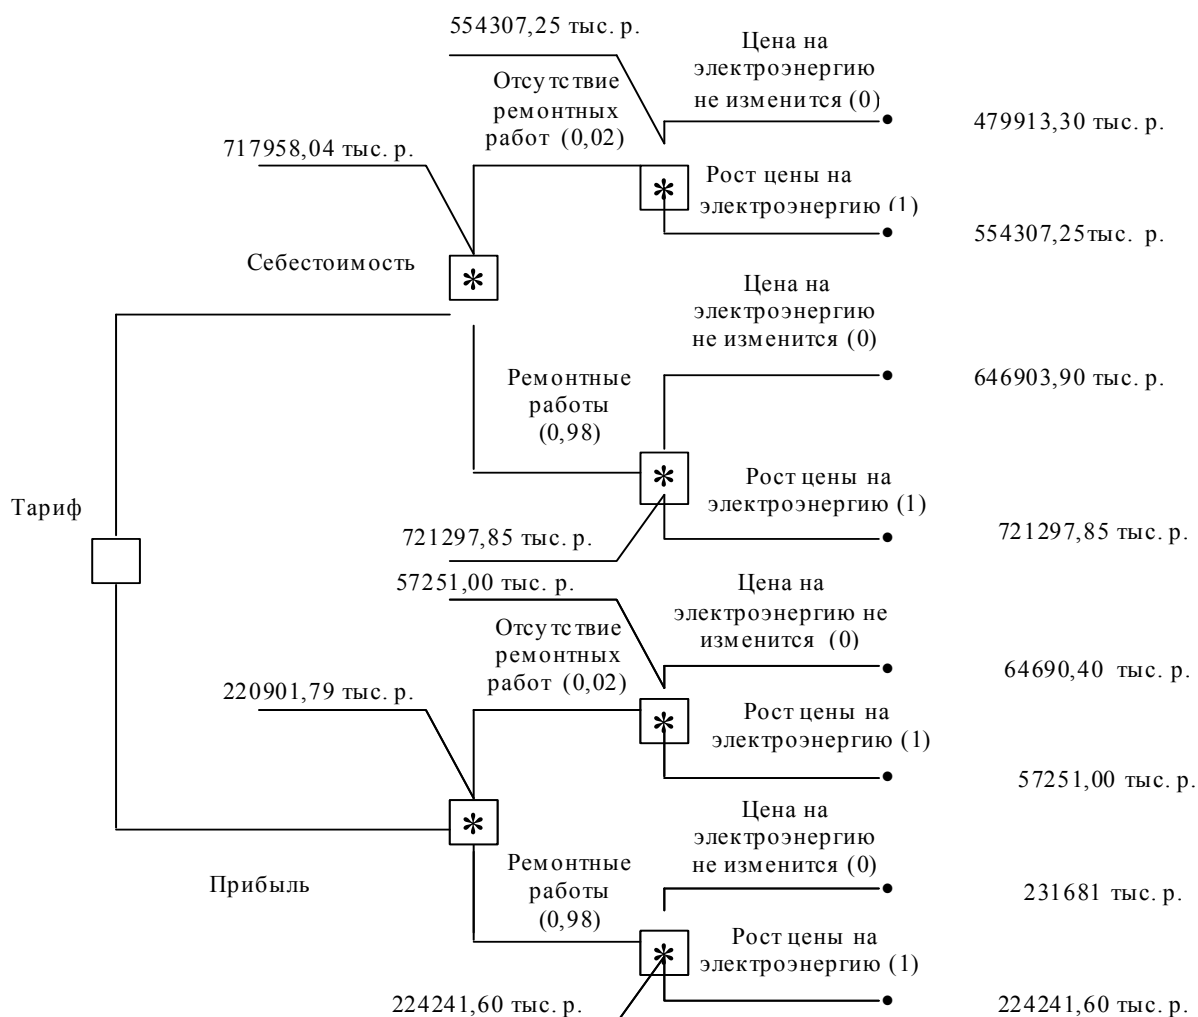 554307,25 тыс. р.
Цена на
электроэнергию
не изменится (0)
479913,30 тыс. р.
Отсутствие
ремонтных
работ (0,02)
717958,04 тыс. р.
*
Рост цены на
электроэнергию (1)
554307,25тыс. р.
Себестоимость
*
Цена на
электроэнергию
не изменится (0)
646903,90 тыс. р.
Ремонтные
работы
(0,98)
*
Рост цены на
электроэнергию (1)
721297,85 тыс. р.
Тариф
721297,85 тыс. р.
57251,00 тыс. р.
Цена на
электроэнергию не
изменится (0)
64690,40 тыс. р.
Отсутствие
ремонтных
работ (0,02)
220901,79 тыс. р.
*
Рост цены на
электроэнергию (1)
57251,00 тыс. р.
*
Цена на
электроэнергию
не изменится (0)
231681 тыс. р.
Прибыль
Ремонтные
работы
(0,98)
*
Рост цены на
электроэнергию (1)
224241,60 тыс. р.
224241,60 тыс. р.